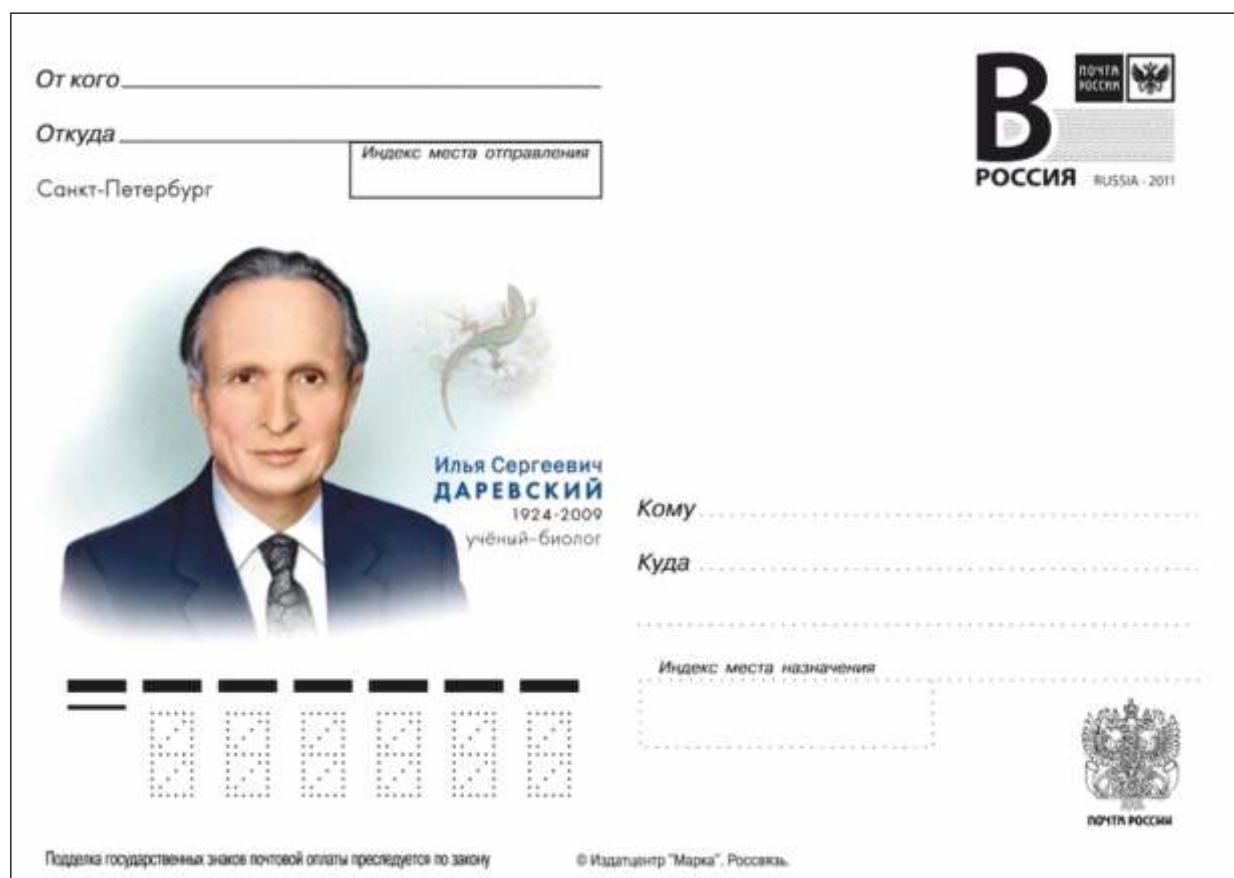 От кого
Откуда
Индекс места отправления
Санкт-Петербург
В
ПОЧТА
РОССИИ
РОССИЯ
RUSSIA - 2011
Илья Сергеевич
ДАРЕВСКИЙ
1924-2009
учёный-биолог
Кому
Куда
Индекс места назначения
ПОЧТА РОССИИ
Подделка государственных знаков почтовой оплаты преследуется по закону
© Издатцентр "Марка". Россвязь.